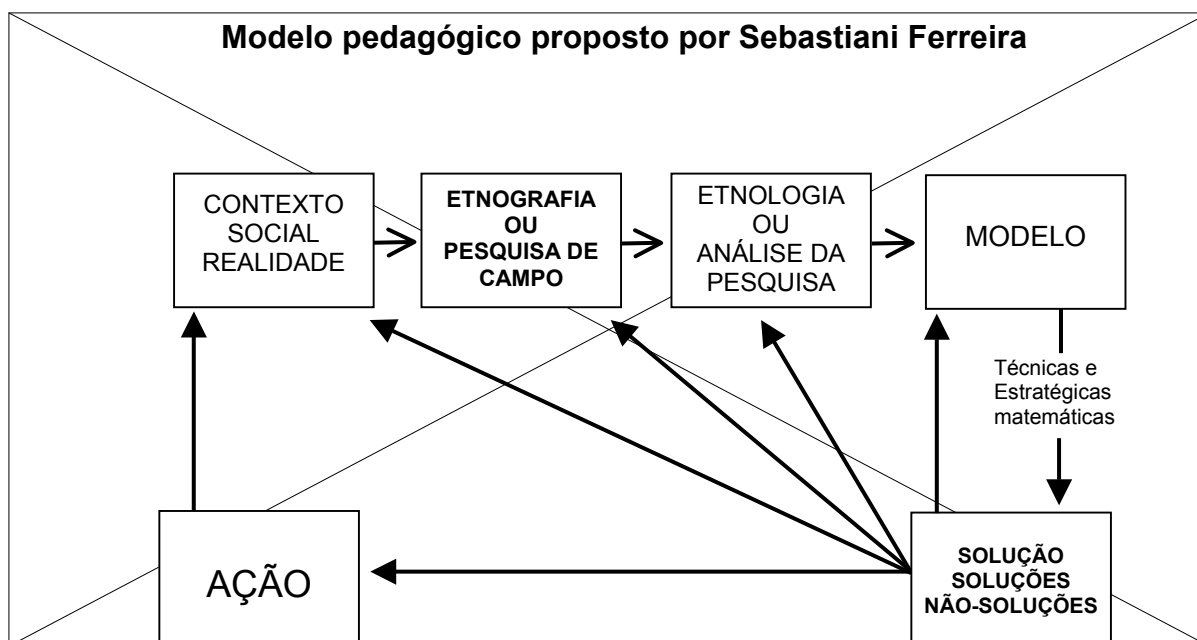 Modelo pedagógico proposto por Sebastiani Ferreira
CONTEXTO
SOCIAL
REALIDADE
ETNOGRAFIA
OU
PESQUISA DE
CAMPO
ETNOLOGIA
OU
ANÁLISE DA
PESQUISA
MODELO
Técnicas e
Estratégicas
matemáticas
AÇÃO
SOLUÇÃO
SOLUÇÕES
NÃO-SOLUÇÕES